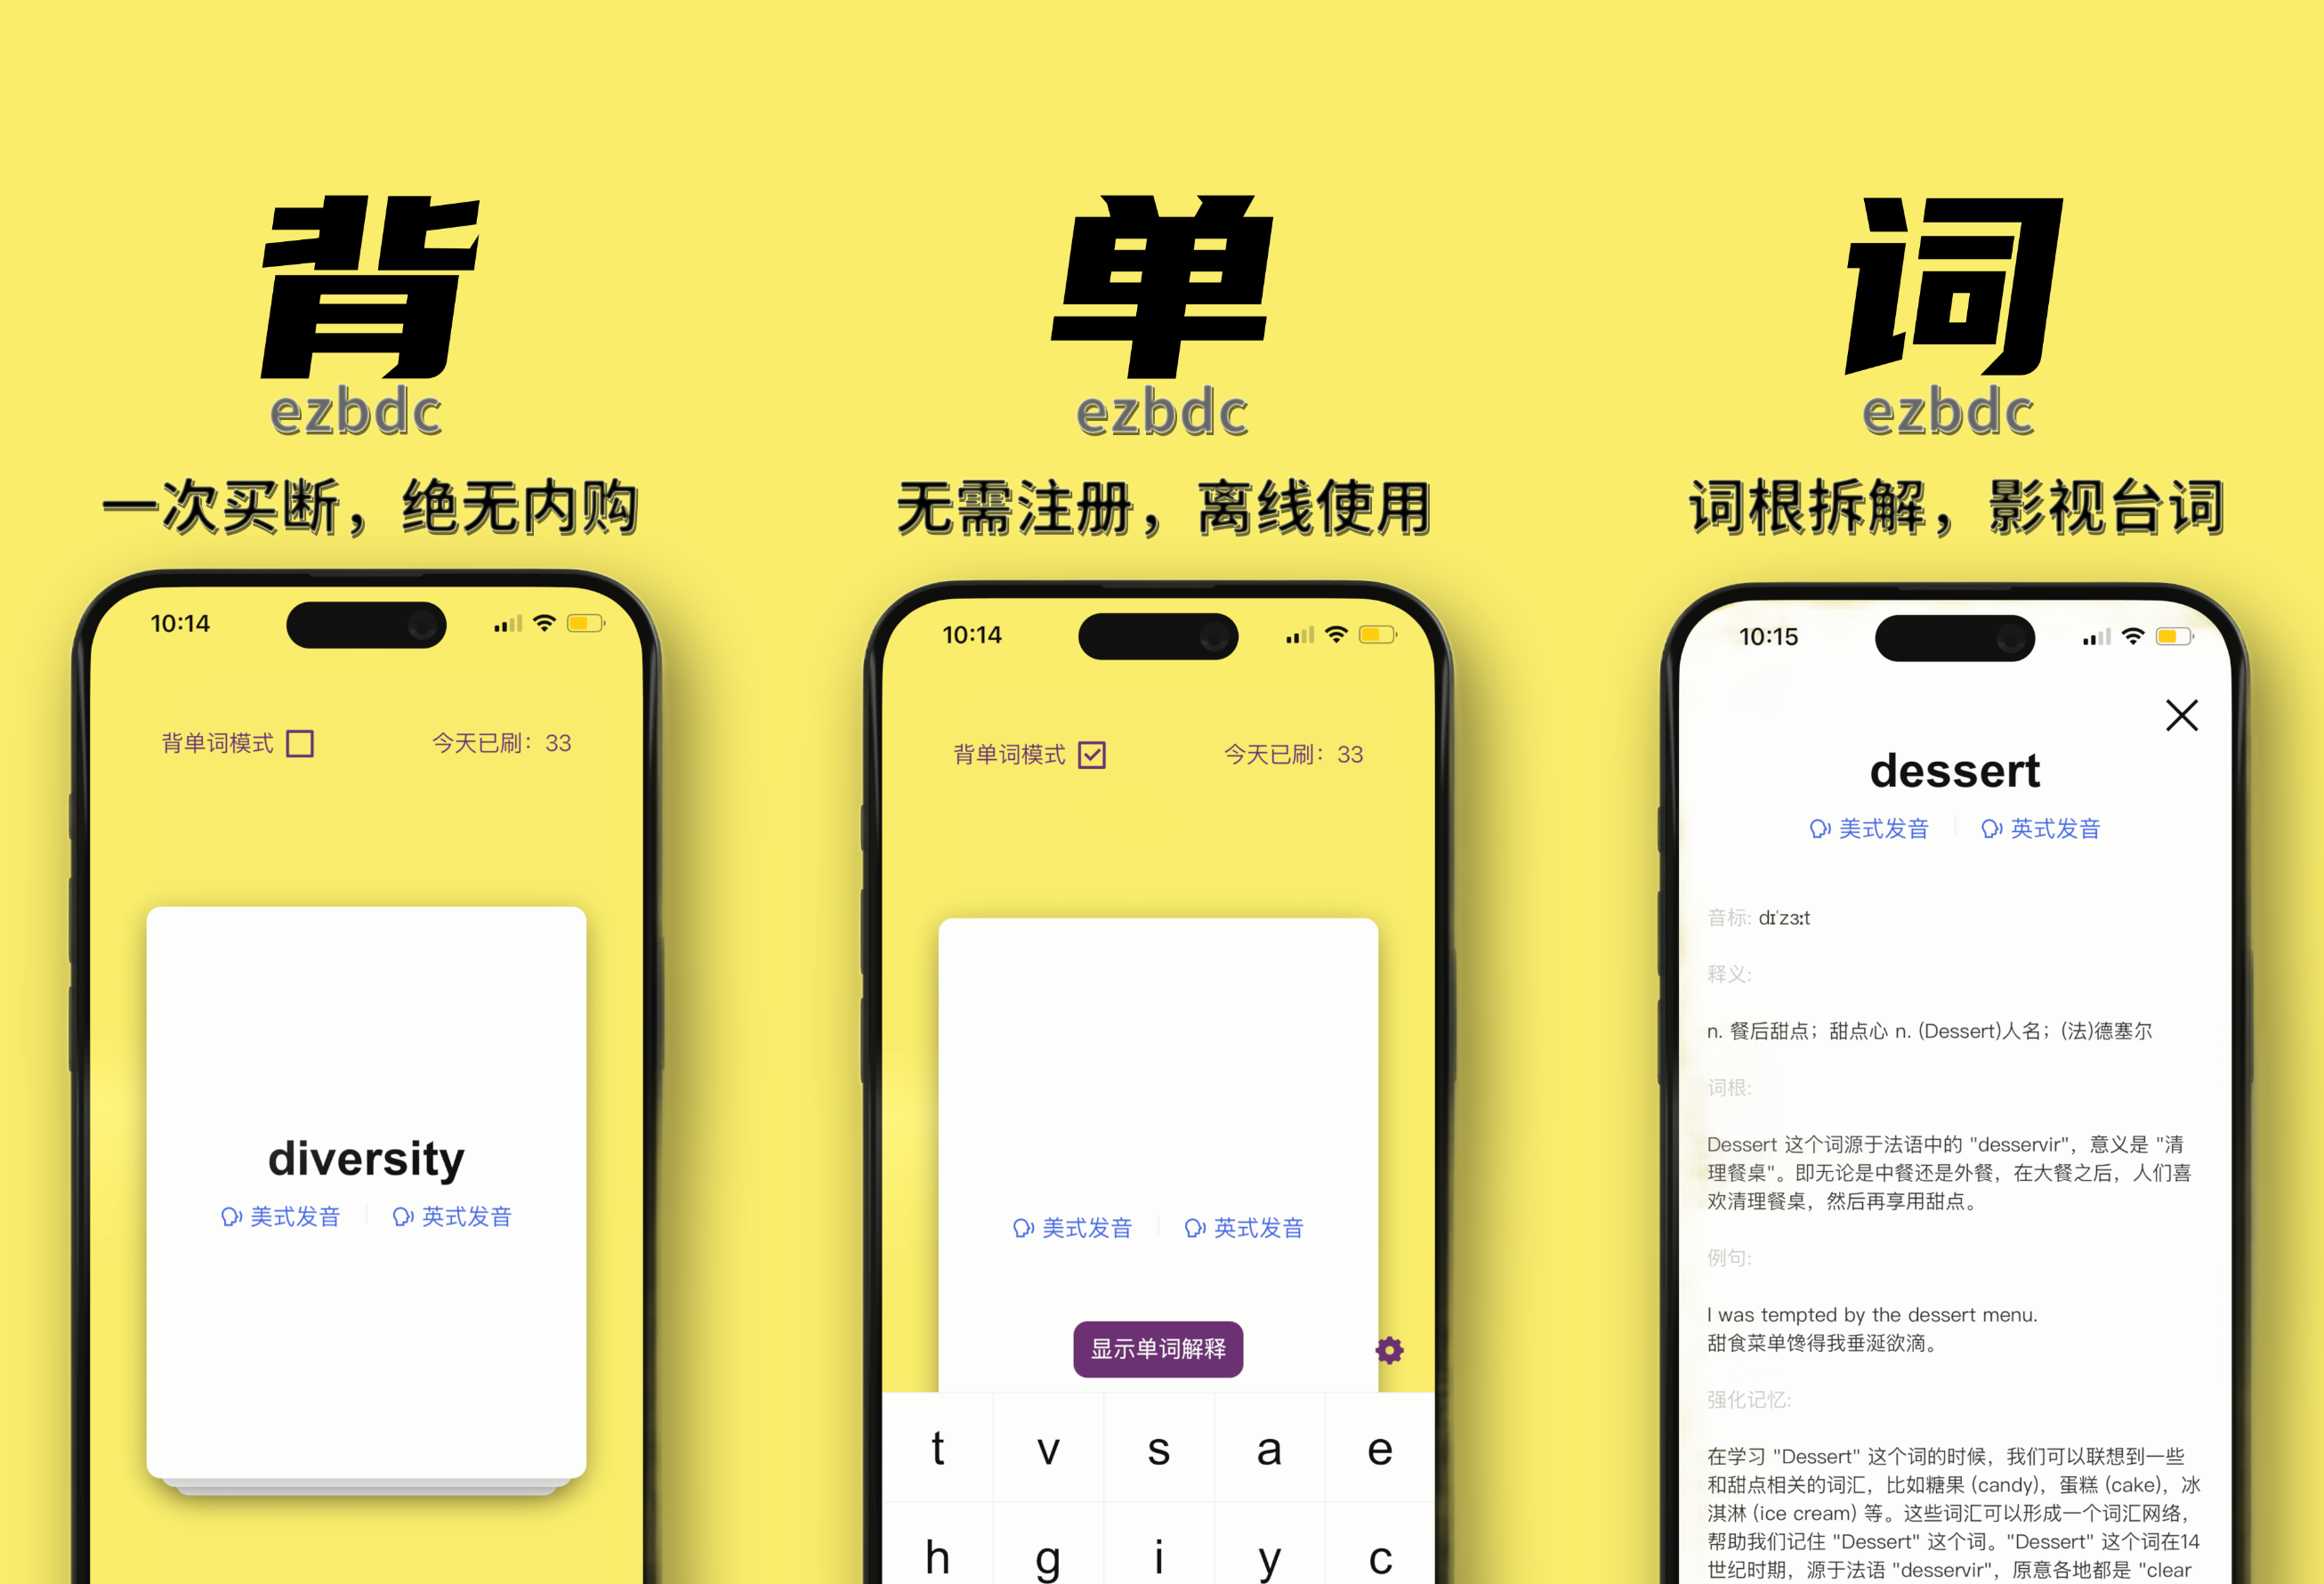 背
ezbdc
一次买断，绝无内购
10:14
背单词模式
今天已刷：33
diversity
美式发音
英式发音
单
ezbdc
无需注册，离线使用
10:14
背单词模式
今天已刷：33
美式发音
英式发音
显示单词解释
t v s a e
h g i y c
词
ezbdc
词根拆解，影视台词
10:15
dessert
美式发音
英式发音
音标: dɪˈzɜːt
释义:
n. 餐后甜点；甜点心 n. (Dessert)人名；(法)德塞尔
词根:
Dessert 这个词源于法语中的 "desservir"，意义是 "清
理餐桌"。即无论是中餐还是外餐，在大餐之后，人们喜
欢清理餐桌，然后再享用甜点。
例句:
I was tempted by the dessert menu.
甜食菜单馋得我垂涎欲滴。
强化记忆:
在学习 "Dessert" 这个词的时候，我们可以联想到一些
和甜点相关的词汇，比如糖果 (candy)，蛋糕 (cake)，冰
淇淋 (ice cream) 等。这些词汇可以形成一个词汇网络，
帮助我们记住 "Dessert" 这个词。"Dessert" 这个词在14
世纪时期，源于法语 "desservir"，原意各地都是 "clear